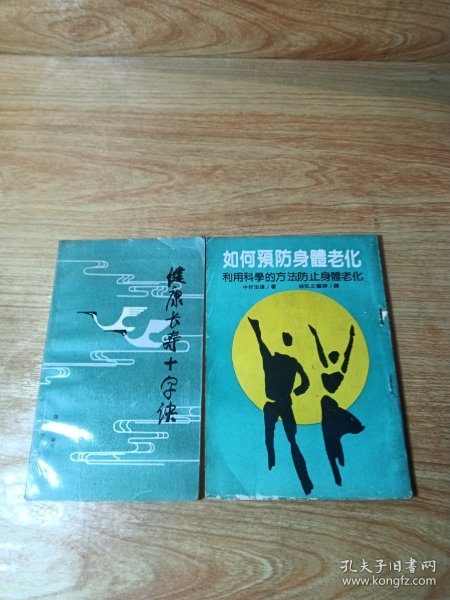 健康长寿十字诀
如何預防身體老化
利用科學的方法防止身體老化
孔夫子旧书网
www.kongfz.com